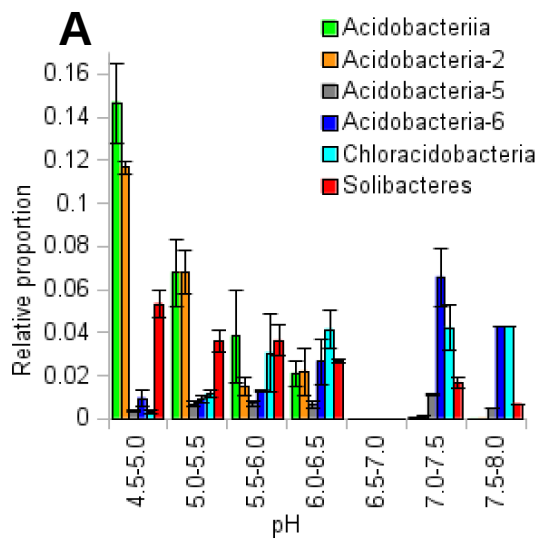 A
Acidobacteriia
Acidobacteria-2
Acidobacteria-5
Acidobacteria-6
Chloracidobacteria
Solibacteres
Relative proportion
0.16
0.14
0.12
0.1
0.08
0.06
0.04
0.02
0
4.5-5.0
5.0-5.5
5.5-6.0
6.0-6.5
6.5-7.0
7.0-7.5
7.5-8.0
pH